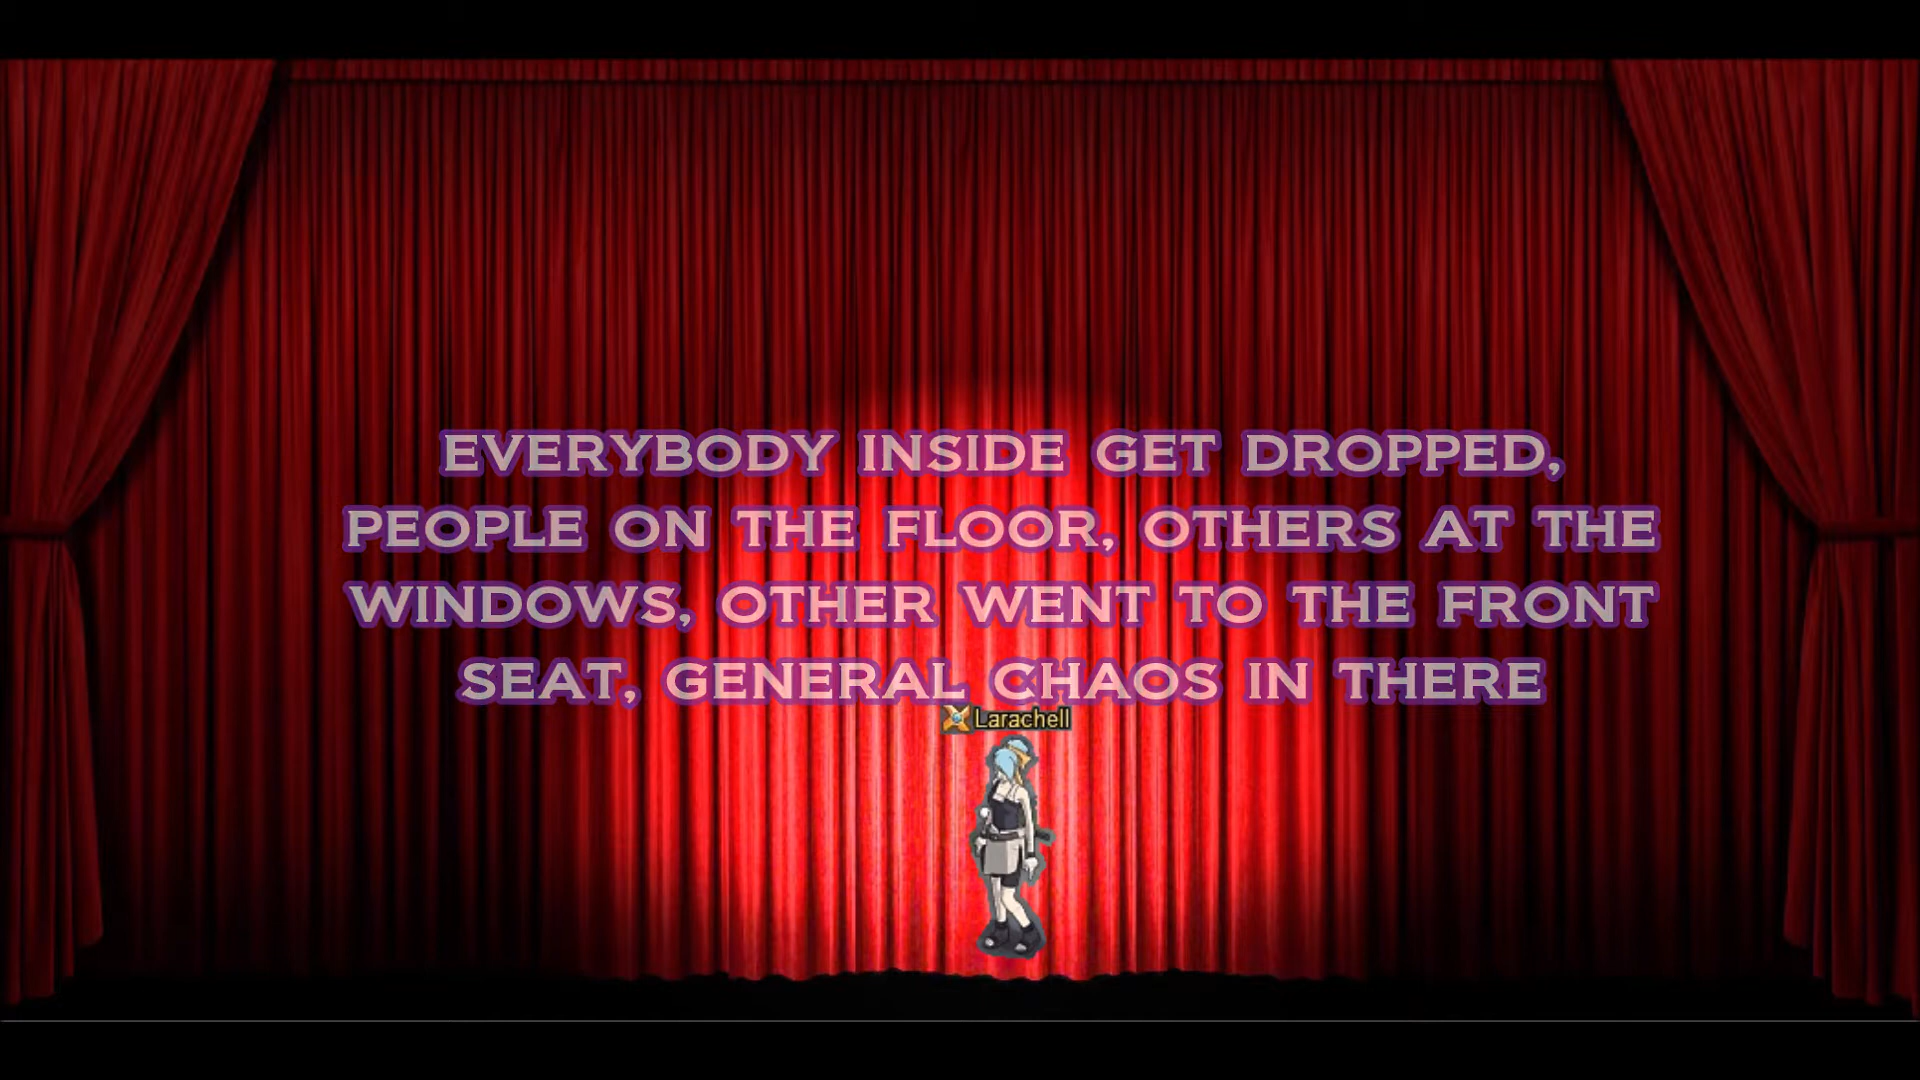 EVERYBODY INSIDE GET DROPPED,
PEOPLE ON THE FLOOR, OTHERS AT THE
WINDOWS, OTHER WENT TO THE FRONT
SEAT, GENERAL CHAOS IN THERE
Larachell